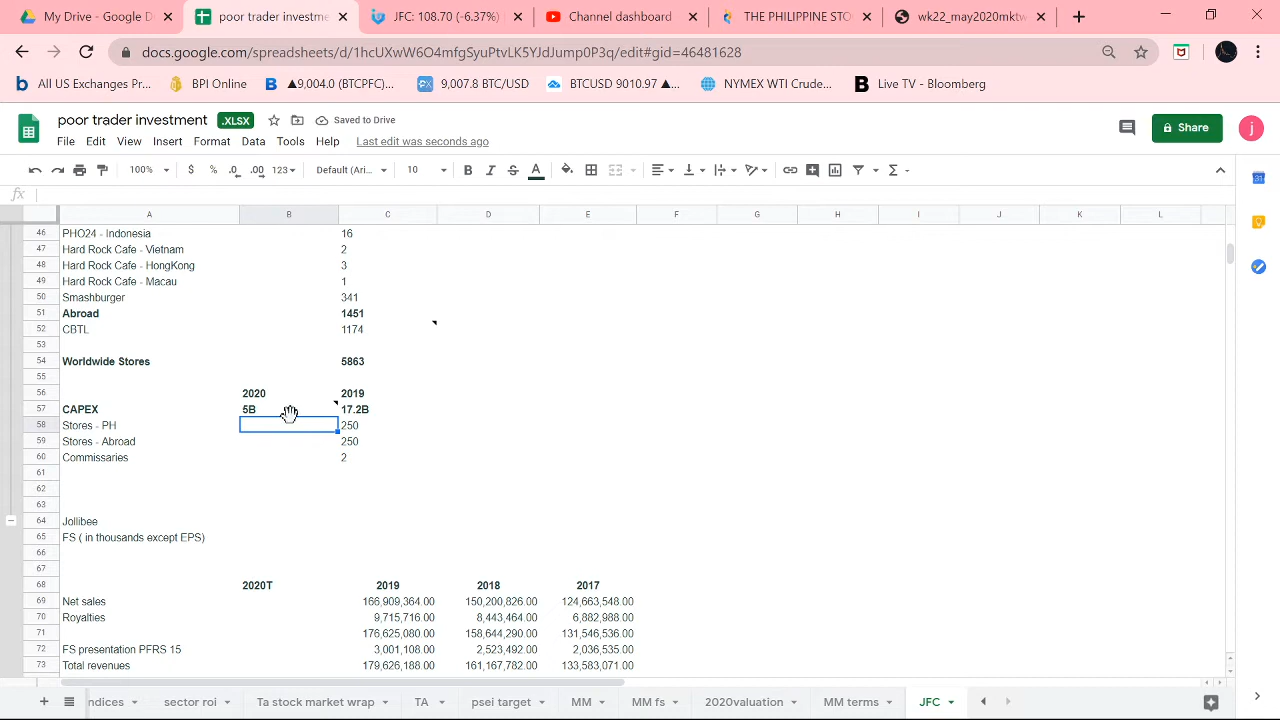 My Drive - Google D
poor trader investment
JFC: 108.70 (-3.37%)
Channel dashboard
THE PHILIPPINE STO
wk22_may2020mktw
docs.google.com/spreadsheets/d/1hcUXwW6O4mfgSyuPtvLK5YJdJump0P3q/edit#gid=46481628
All US Exchanges Pr...
BPI Online
▲9,004.0 (BTCPFC)...
9,007.8 BTC/USD
BTCUSD 9010.97 ▲...
NYMEX WTI Crude...
Live TV - Bloomberg
poor trader investment .XLSX
Saved to Drive
File Edit View Insert Format Data Tools Help Last edit was seconds ago
Share
j
100% $ % .0 .00 123 Default (Ari... 10 B I S A
fx
A B C D E F G H I J K L
46 PHO24 - Indonesia 16
47 Hard Rock Cafe - Vietnam 2
48 Hard Rock Cafe - HongKong 3
49 Hard Rock Cafe - Macau 1
50 Smashburger 341
51 Abroad 1451
52 CBTL 1174
53
54 Worldwide Stores 5863
55
56 2020 2019
57 CAPEX 5B 17.2B
58 Stores - PH 250
59 Stores - Abroad 250
60 Commissaries 2
61
62
63
64 Jollibee
65 FS ( in thousands except EPS)
66
67
68 2020T 2019 2018 2017
69 Net sales 166,909,364.00 150,200,826.00 124,663,548.00
70 Royalties 9,715,716.00 8,443,464.00 6,882,988.00
71 176,625,080.00 158,644,290.00 131,546,536.00
72 FS presentation PFRS 15 3,001,108.00 2,523,492.00 2,036,535.00
73 Total revenues 179,626,188.00 161,167,782.00 133,583,071.00
ndices sector roi Ta stock market wrap TA psei target MM MM fs 2020valuation MM terms JFC